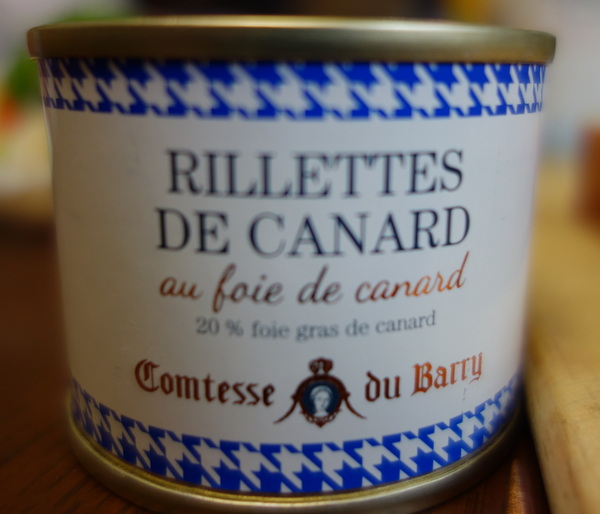 RILLETTES
DE CANARD
au foie de canard
20 % foie gras de canard
Comtesse du Barry